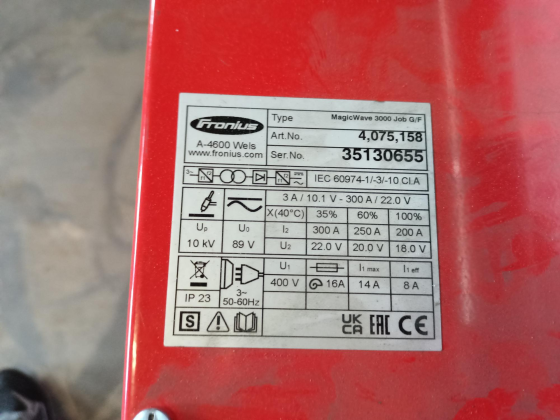 Fronius
A-4600 Wels
www.fronius.com
Type MagicWave 3000 Job G/F
Art.No. 4,075,158
Ser.No. 35130655
3~ IEC 60974-1/-3/-10 Cl.A
3 A / 10.1 V - 300 A / 22.0 V
X(40°C) 35% 60% 100%
Up U0 I2 300 A 250 A 200 A
10 kV 89 V U2 22.0 V 20.0 V 18.0 V
U1 I1 max I1 eff
400 V 16A 14 A 8 A
IP 23 3~
50-60Hz
S UK CA EAC CE